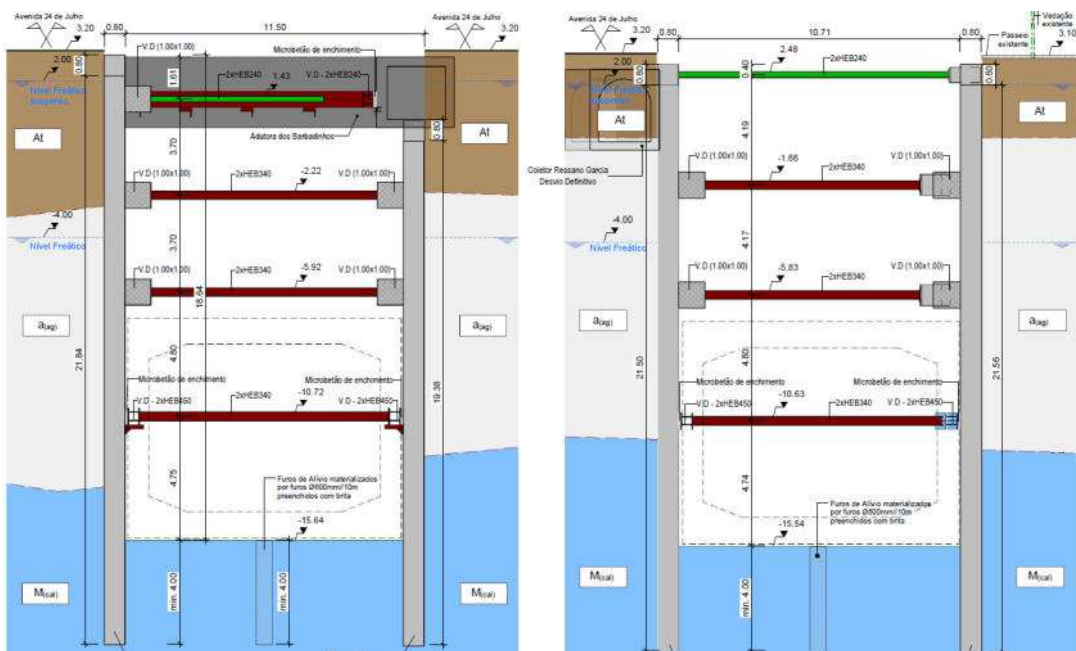 Avenida 24 de Julho
3.20
0.80
11.50
Avenida 24 de Julho
3.20
V.D (1.00x1.00)
Microbetão de enchimento
2.00
0.80
1.61
2xHEB240
1.43
V.D - 2xHEB240
Nível Freático
suspenso
At
Adutora dos Barbadinhos
0.80
At
3.70
V.D (1.00x1.00)
2xHEB340
-2.22
V.D (1.00x1.00)
-4.00
Nível Freático
3.70
V.D (1.00x1.00)
2xHEB340
-5.92
V.D (1.00x1.00)
18.64
a(ag)
a(ag)
21.84
4.80
19.38
Microbetão de enchimento
Microbetão de enchimento
V.D - 2xHEB450
2xHEB340
-10.72
V.D - 2xHEB450
4.75
Furos de Alívio materializados
por furos Ø600mm//10m
preenchidos com brita
-15.64
M(cal)
min. 4.00
min. 4.00
M(cal)
Avenida 24 de Julho
3.20
0.80
10.71
0.80
Vedação
existente
Passeio
existente
3.10
2.00
0.80
2.48
0.40
2xHEB240
0.80
Nível Freático
suspenso
At
At
4.19
Coletor Ressano Garcia
Desvio Definitivo
V.D (1.00x1.00)
2xHEB340
-1.66
V.D (1.00x1.00)
-4.00
Nível Freático
4.17
V.D (1.00x1.00)
2xHEB340
-5.83
V.D (1.00x1.00)
a(ag)
a(ag)
21.50
4.80
21.56
Microbetão de enchimento
Microbetão de enchimento
V.D - 2xHEB450
2xHEB340
-10.63
V.D - 2xHEB450
4.74
Furos de Alívio materializados
por furos Ø600mm//10m
preenchidos com brita
-15.54
M(cal)
min. 4.00
M(cal)